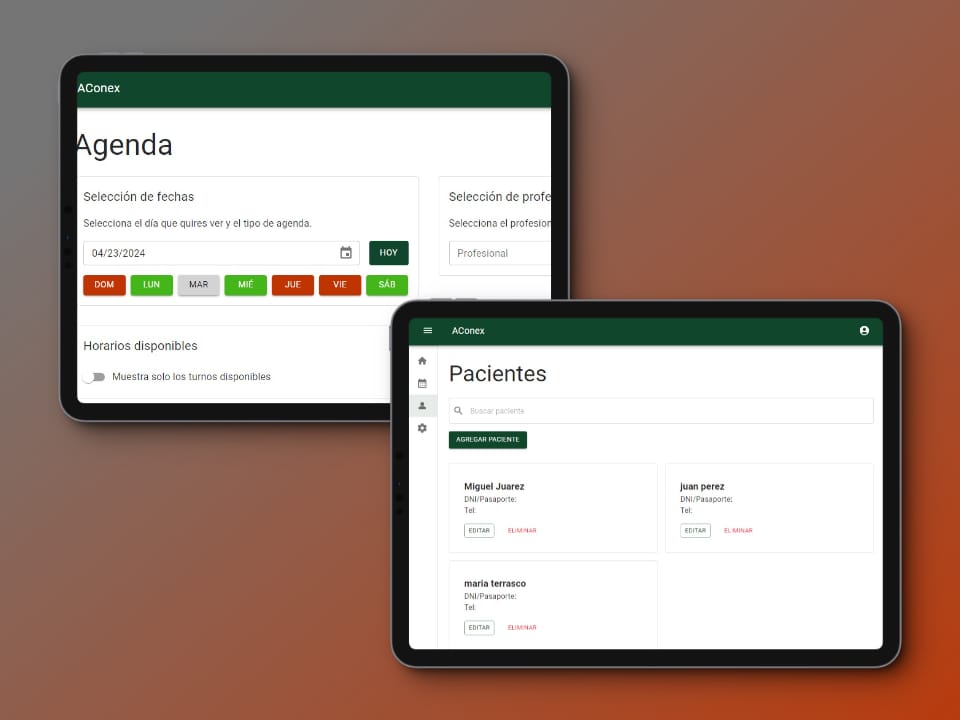 AConex
Agenda
Selección de fechas
Selecciona el día que quires ver y el tipo de agenda.
04/23/2024
HOY
DOM LUN MAR MIÉ JUE VIE SÁB
Selección de profe
Selecciona el profesion
Profesional
Horarios disponibles
Muestra solo los turnos disponibles
AConex
Pacientes
Buscar paciente
AGREGAR PACIENTE
Miguel Juarez
DNI/Pasaporte:
Tel:
EDITAR ELIMINAR
juan perez
DNI/Pasaporte:
Tel:
EDITAR ELIMINAR
maria terrasco
DNI/Pasaporte:
Tel:
EDITAR ELIMINAR